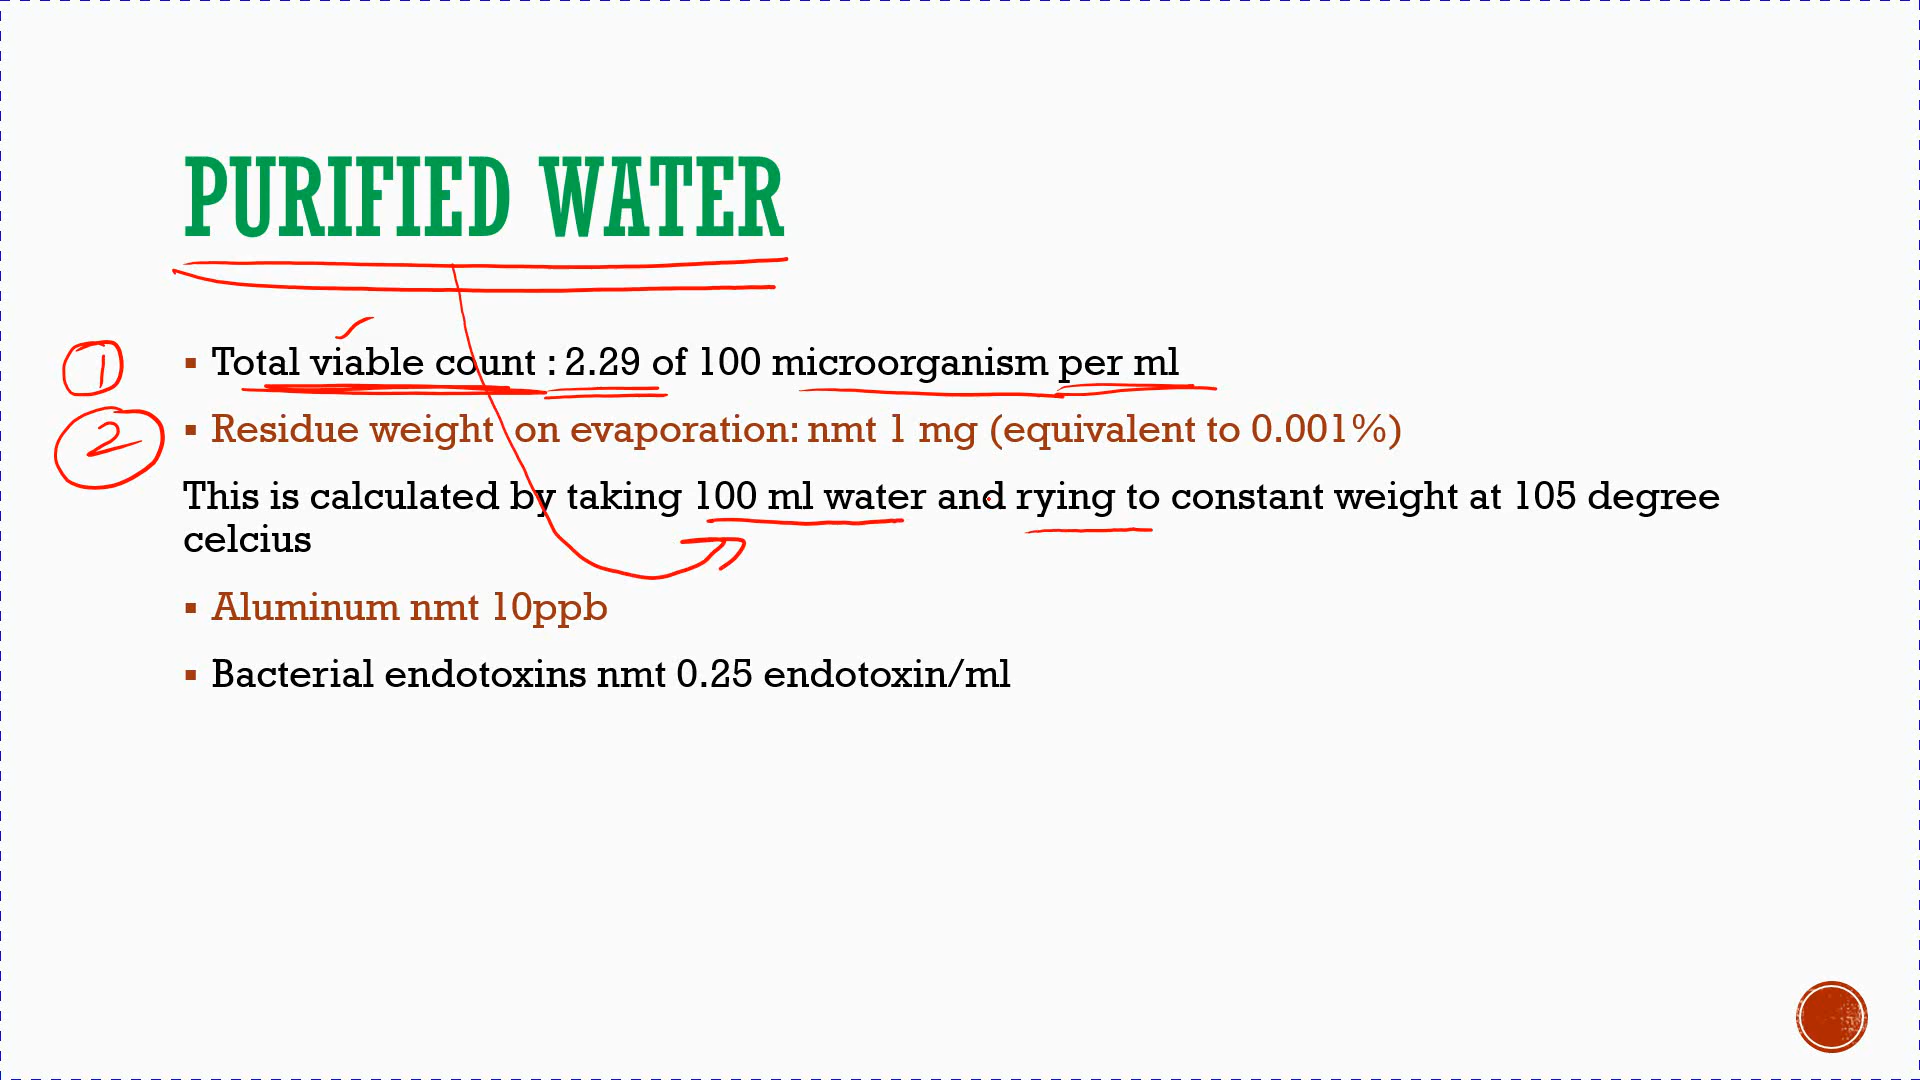 PURIFIED WATER
1
▪ Total viable count : 2.29 of 100 microorganism per ml
2
▪ Residue weight on evaporation: nmt 1 mg (equivalent to 0.001%)
This is calculated by taking 100 ml water and rying to constant weight at 105 degree
celcius
▪ Aluminum nmt 10ppb
▪ Bacterial endotoxins nmt 0.25 endotoxin/ml